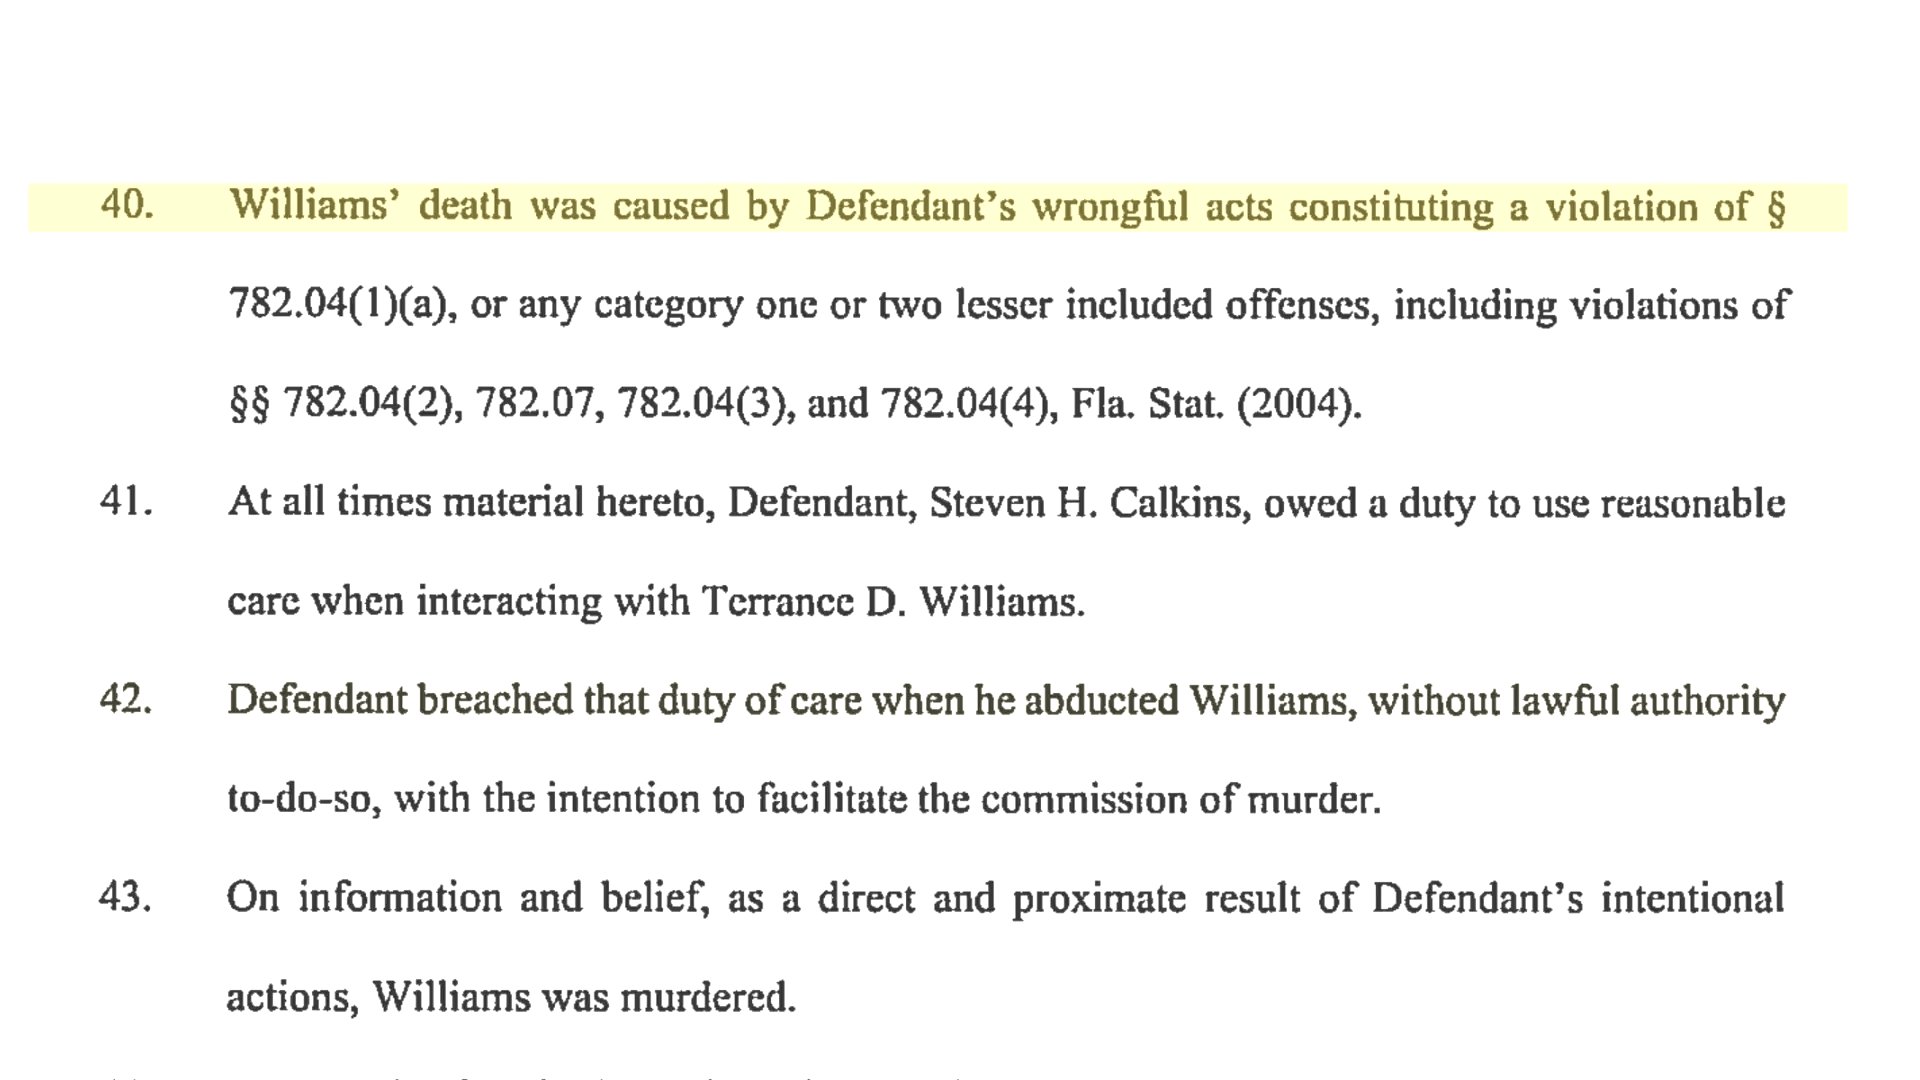 40. Williams' death was caused by Defendant's wrongful acts constituting a violation of §
782.04(1)(a), or any category one or two lesser included offenses, including violations of
§§ 782.04(2), 782.07, 782.04(3), and 782.04(4), Fla. Stat. (2004).
41. At all times material hereto, Defendant, Steven H. Calkins, owed a duty to use reasonable
care when interacting with Terrance D. Williams.
42. Defendant breached that duty of care when he abducted Williams, without lawful authority
to-do-so, with the intention to facilitate the commission of murder.
43. On information and belief, as a direct and proximate result of Defendant's intentional
actions, Williams was murdered.